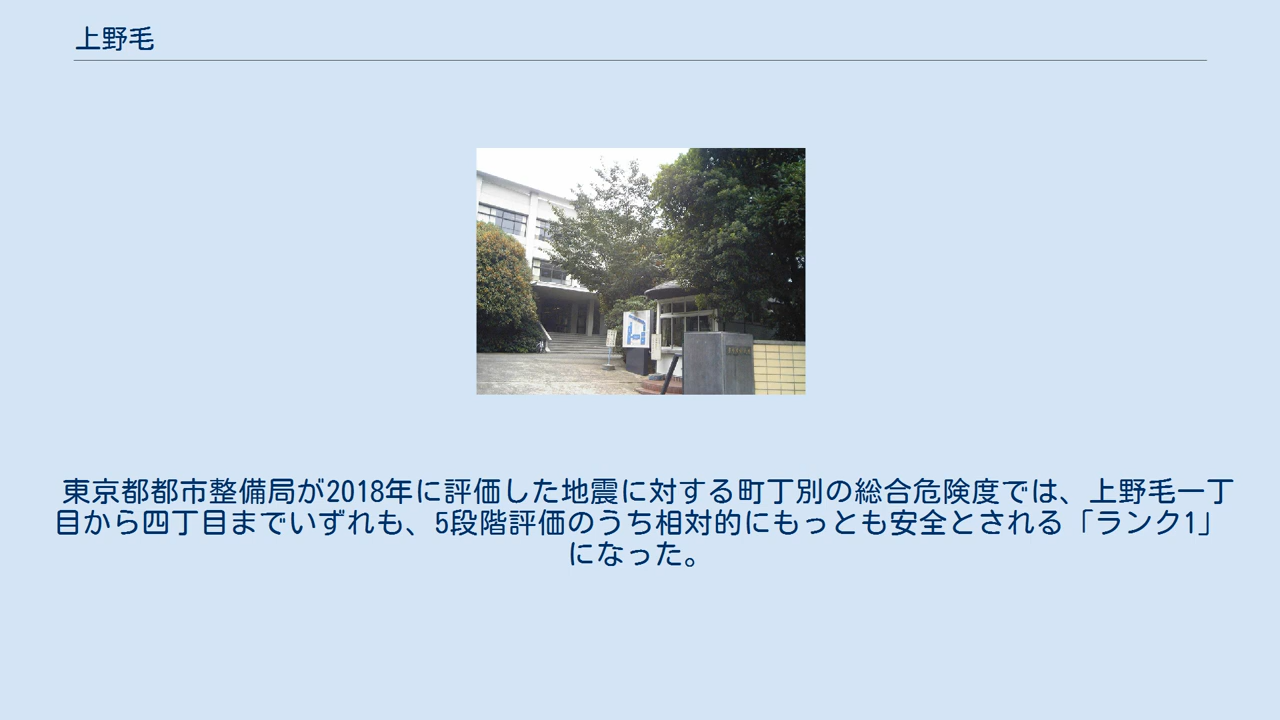 上野毛
東京都都市整備局が2018年に評価した地震に対する町丁別の総合危険度では、上野毛一丁
目から四丁目までいずれも、5段階評価のうち相対的にもっとも安全とされる「ランク1」
になった。